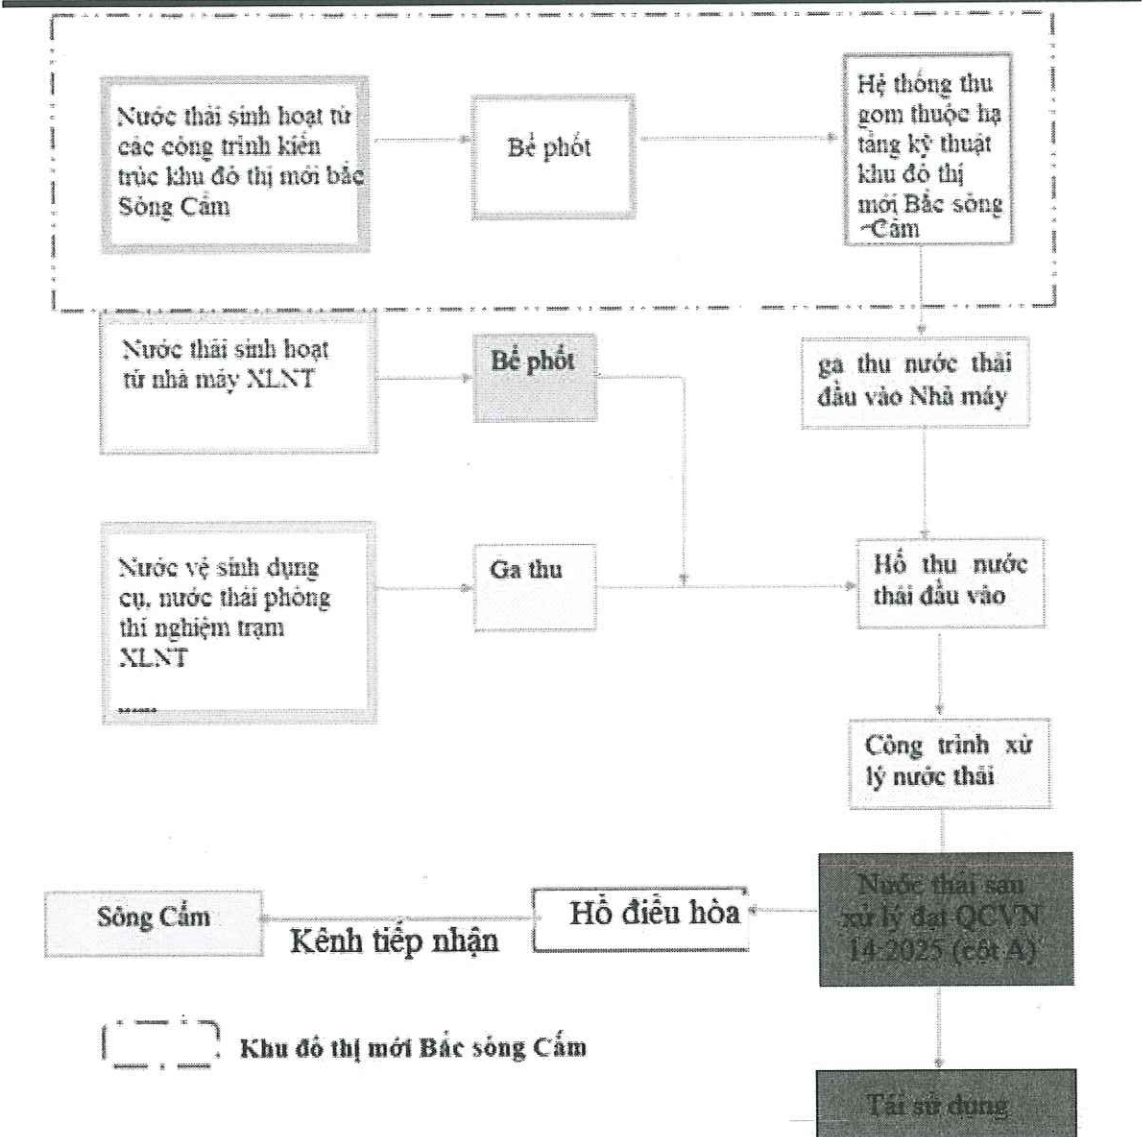 Nước thải sinh hoạt từ
các công trình kiến
trúc khu đô thị mới bắc
Sông Cấm
Bể phốt
Hệ thống thu
gom thuộc hạ
tầng kỹ thuật
khu đô thị
mới Bắc sông
Cấm
Nước thải sinh hoạt
từ nhà máy XLNT
Bể phốt
ga thu nước thải
đầu vào Nhà máy
Nước vệ sinh dụng
cụ, nước thải phòng
thí nghiệm trạm
XLNT
......
Ga thu
Hố thu nước
thải đầu vào
Công trình xử
lý nước thải
Nước thải sau
xử lý đạt QCVN
14:2025 (cột A)
Hồ điều hòa
Kênh tiếp nhận
Sông Cấm
Khu đô thị mới Bắc sông Cấm
Tái sử dụng